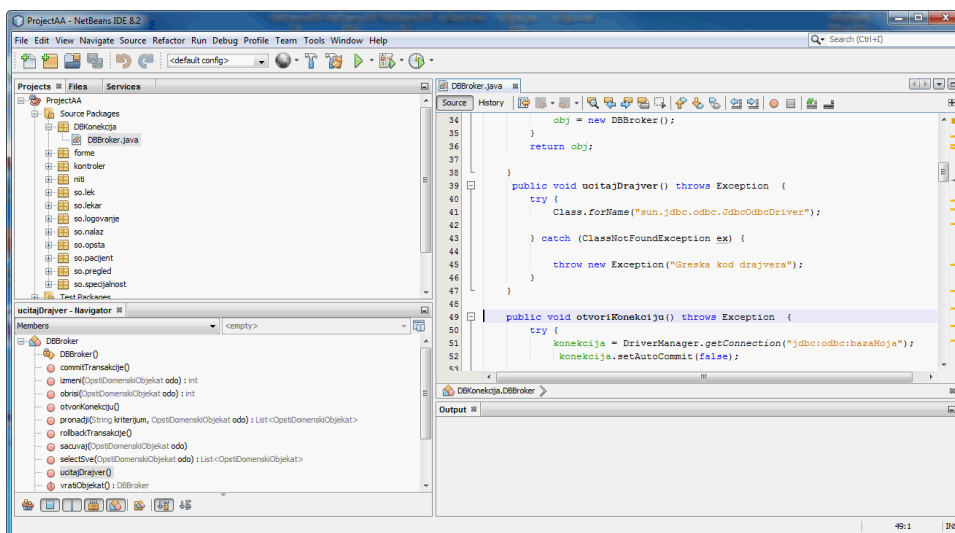 ProjectAA - NetBeans IDE 8.2
File Edit View Navigate Source Refactor Run Debug Profile Team Tools Window Help
Search (Ctrl+I)
<default config>
Projects Files Services
ProjectAA
Source Packages
DBKonekcija
DBBroker.java
forme
kontroler
niti
so.lek
so.lekar
so.logovanje
so.nalaz
so.opsta
so.pacijent
so.pregled
so.specijalnost
Test Packages
ucitajDrajver - Navigator
Members <empty>
DBBroker
DBBroker()
commitTransakcije()
izmeni(OpstiDomenskiObjekat odo) : int
obrisi(OpstiDomenskiObjekat odo) : int
otvoriKonekciju()
pronadji(String kriterijum, OpstiDomenskiObjekat odo) : List<OpstiDomenskiObjekat>
rollbackTransakcije()
sacuvaj(OpstiDomenskiObjekat odo)
selectSve(OpstiDomenskiObjekat odo) : List<OpstiDomenskiObjekat>
ucitajDrajver()
vratiObjekat() : DBBroker
DBBroker.java
Source History
34 obj = new DBBroker();
35 }
36 return obj;
37
38 }
39 public void ucitajDrajver() throws Exception {
40 try {
41 Class.forName("sun.jdbc.odbc.JdbcOdbcDriver");
42
43 } catch (ClassNotFoundException ex) {
44
45 throw new Exception("Greska kod drajvera");
46 }
47 }
48
49 public void otvoriKonekciju() throws Exception {
50 try {
51 konekcija = DriverManager.getConnection("jdbc:odbc:bazaMoja");
52 konekcija.setAutoCommit(false);
53
DBKonekcija.DBBroker
Output
49:1 INS